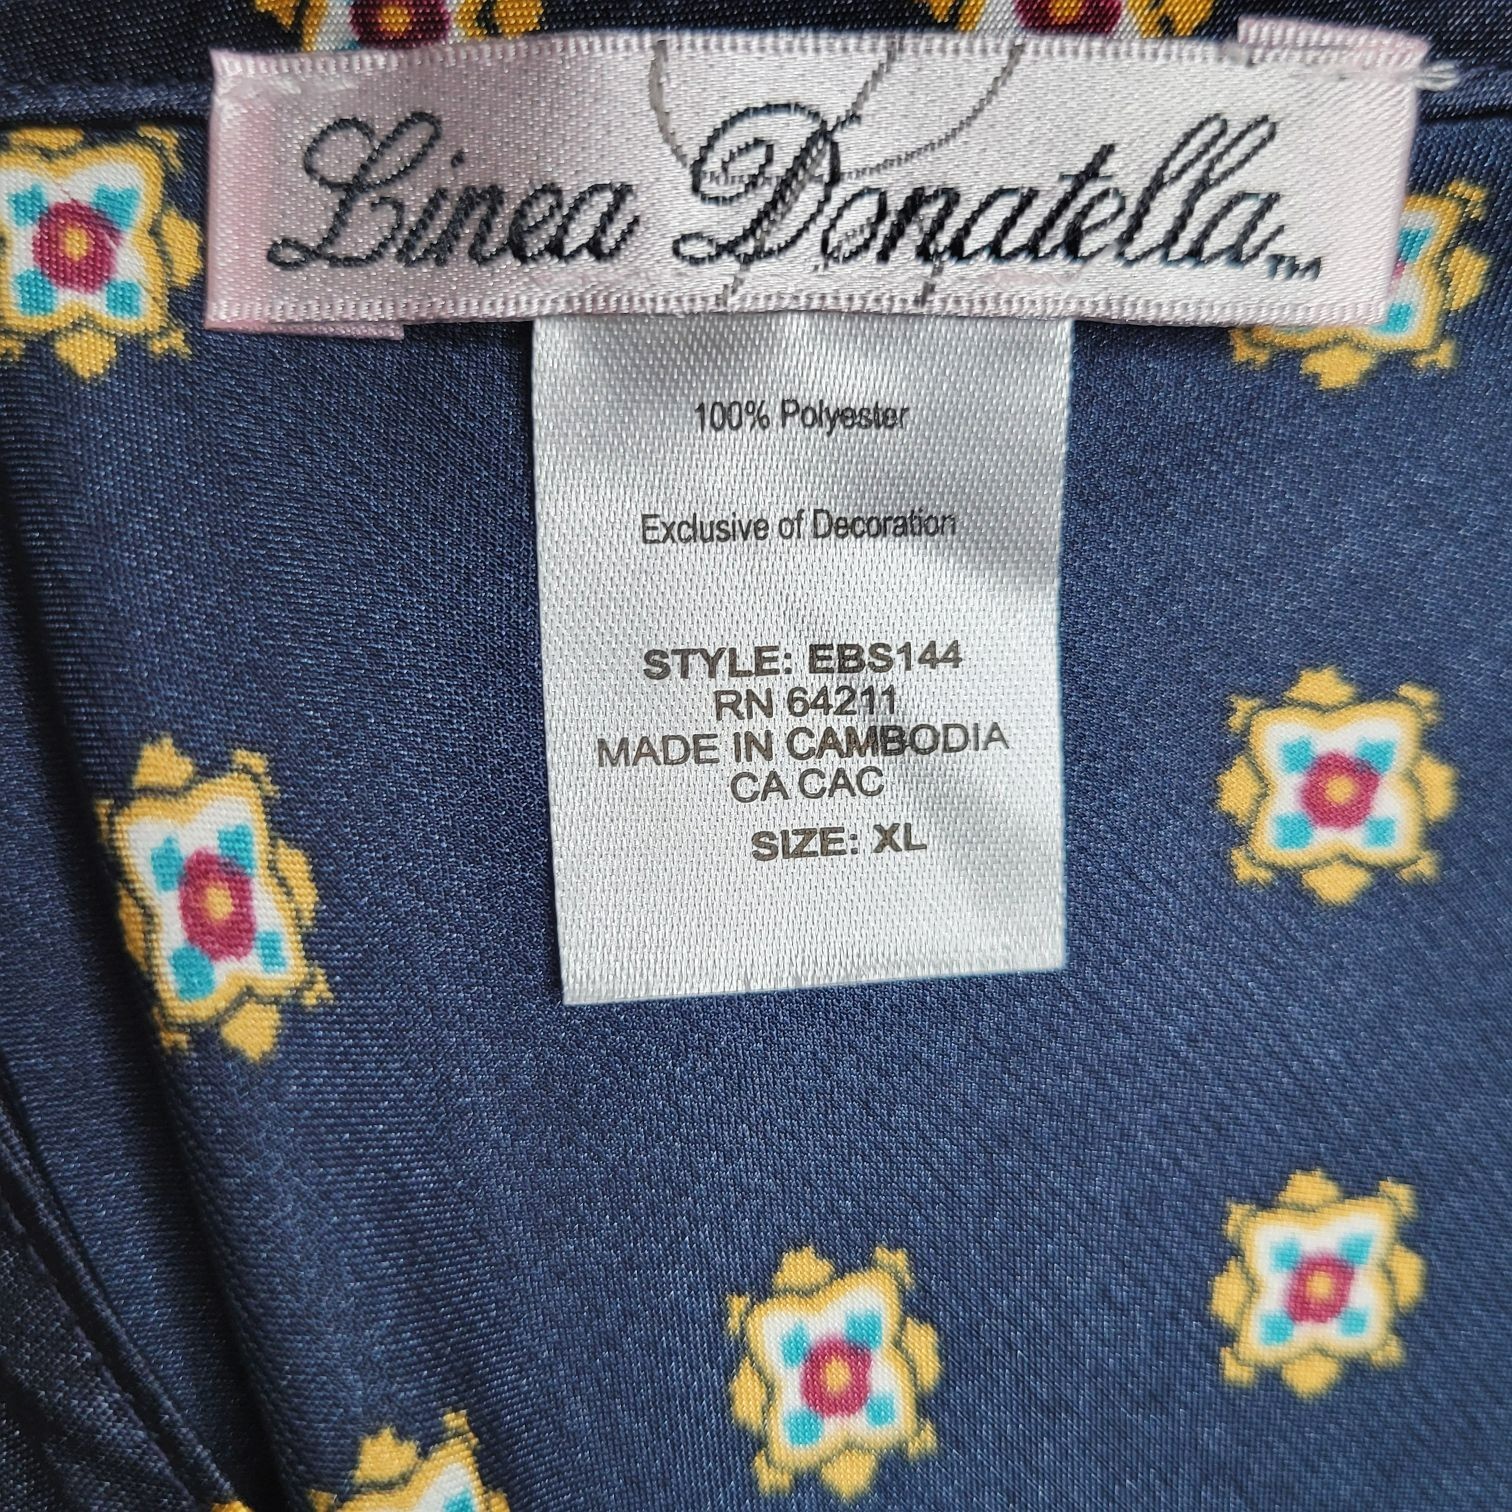 Linea Donatella™
100% Polyester
Exclusive of Decoration
STYLE: EBS144
RN 64211
MADE IN CAMBODIA
CA CAC
SIZE: XL